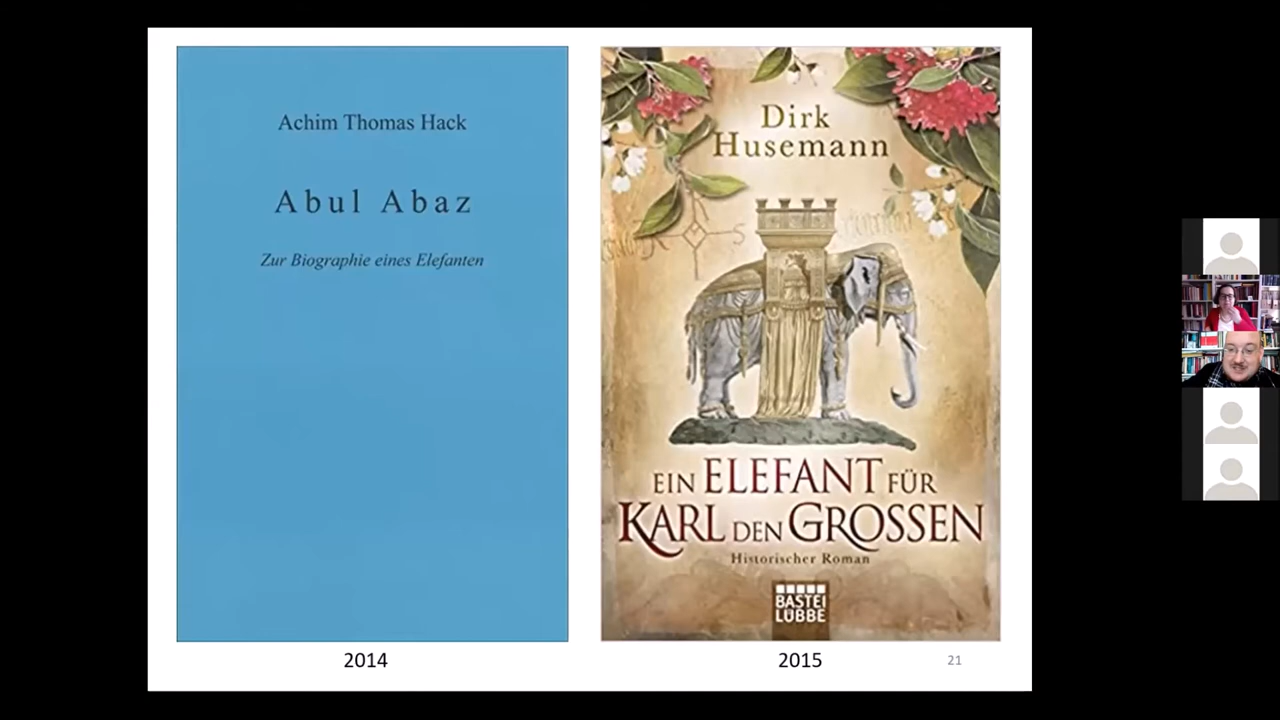 Achim Thomas Hack
Abul Abaz
Zur Biographie eines Elefanten
2014
Dirk
Husemann
EIN ELEFANT FÜR
KARL DEN GROSSEN
Historischer Roman
BASTEI
LÜBBE
2015
21